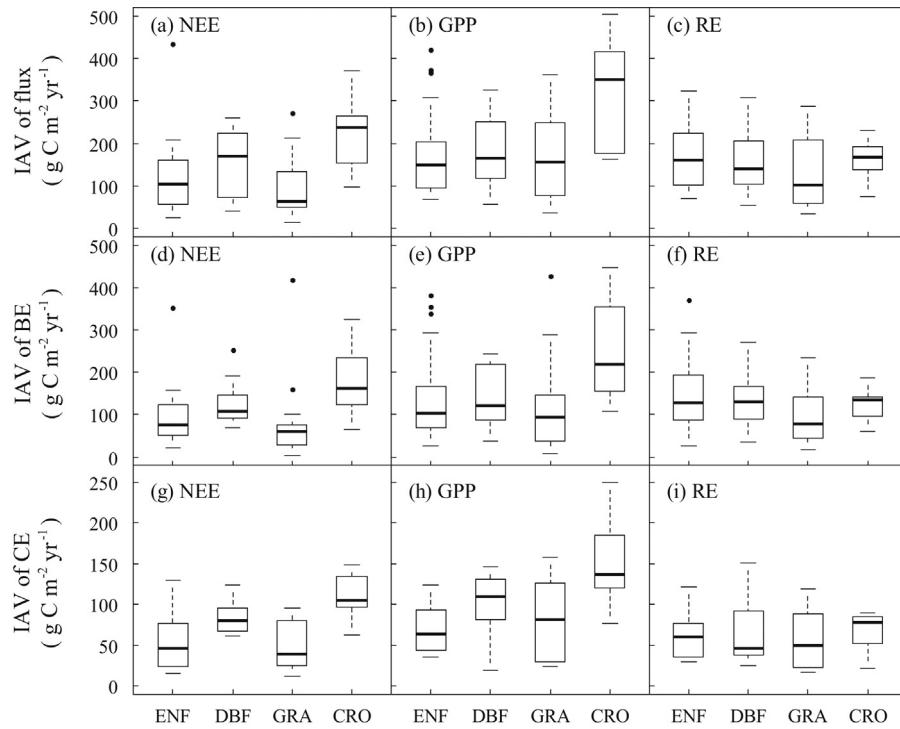 (a) NEE (b) GPP (c) RE
500
400
300
200
100
0
IAV of flux
( g C m-2 yr-1)
(d) NEE (e) GPP (f) RE
500
400
300
200
100
0
IAV of BE
( g C m-2 yr-1)
(g) NEE (h) GPP (i) RE
250
200
150
100
50
0
IAV of CE
( g C m-2 yr-1)
ENF DBF GRA CRO ENF DBF GRA CRO ENF DBF GRA CRO